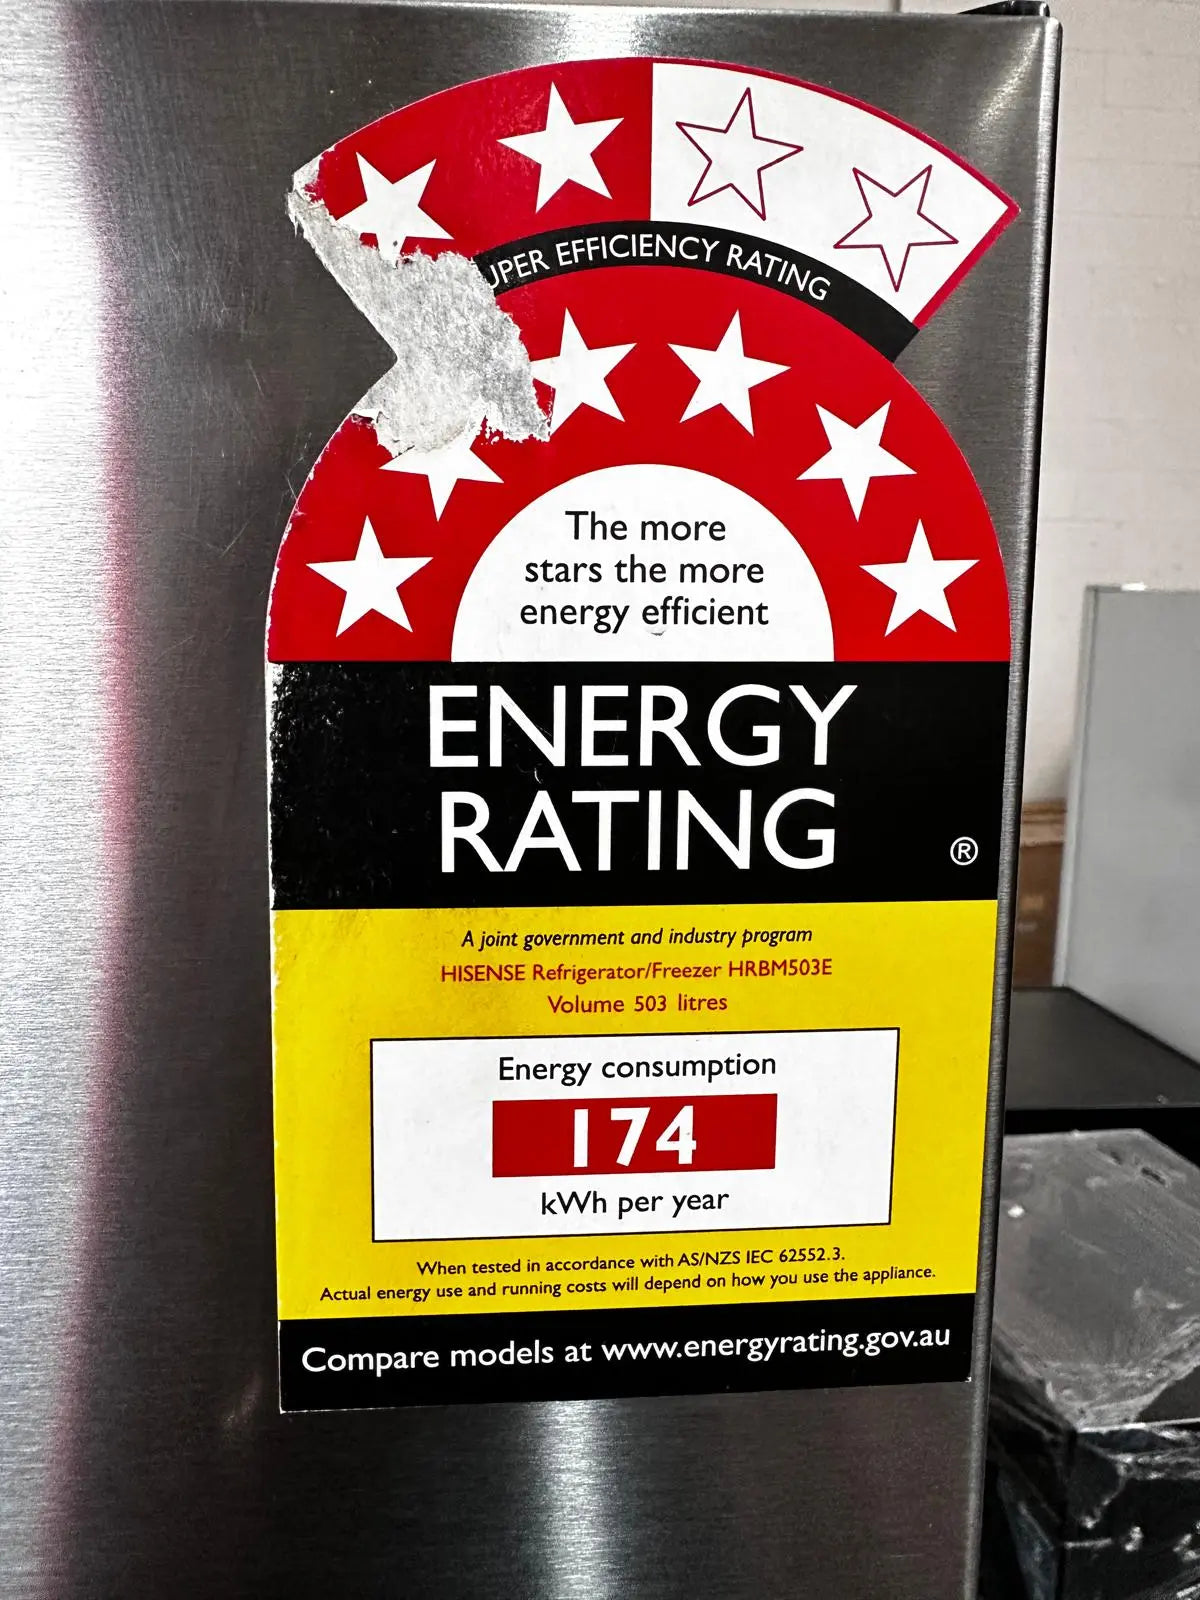 EFFICIENCY RATING
The more
stars the more
energy efficient
ENERGY
RATING
®
A joint government and industry program
HISENSE Refrigerator/Freezer HRBM503E
Volume 503 litres
Energy consumption
174
kWh per year
When tested in accordance with AS/NZS IEC 62552.3.
Actual energy use and running costs will depend on how you use the appliance.
Compare models at www.energyrating.gov.au